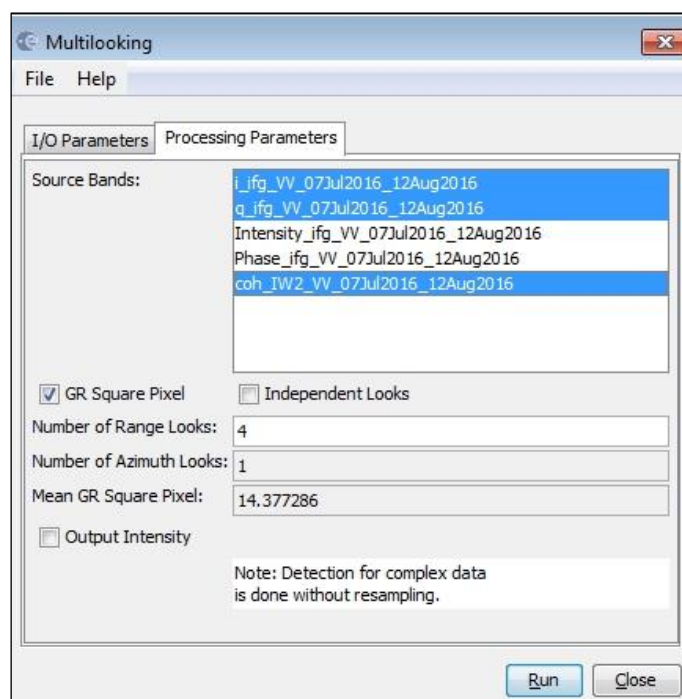 Multilooking
File Help
I/O Parameters Processing Parameters
Source Bands:
i_ifg_VV_07Jul2016_12Aug2016
q_ifg_VV_07Jul2016_12Aug2016
Intensity_ifg_VV_07Jul2016_12Aug2016
Phase_ifg_VV_07Jul2016_12Aug2016
coh_IW2_VV_07Jul2016_12Aug2016
GR Square Pixel Independent Looks
Number of Range Looks: 4
Number of Azimuth Looks: 1
Mean GR Square Pixel: 14.377286
Output Intensity
Note: Detection for complex data
is done without resampling.
Run Close